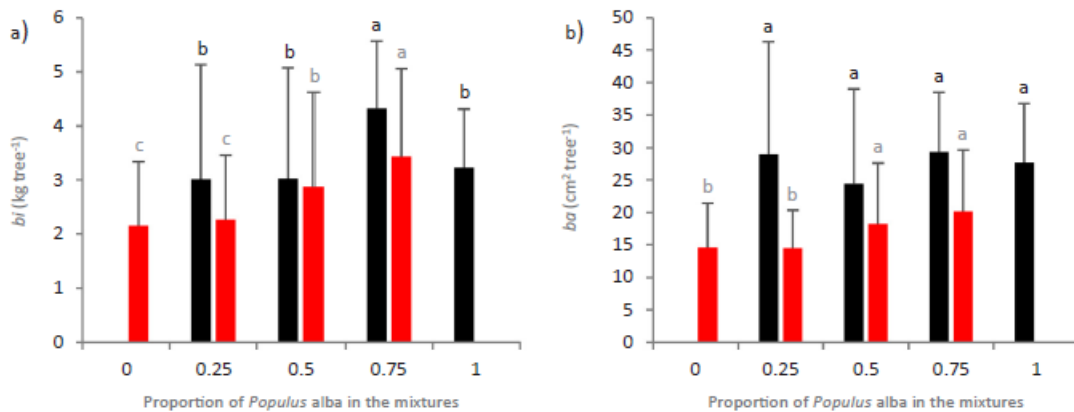 a)
bi (kg tree⁻¹)
6
5
4
3
2
1
0
c
b
c
b
b
a
a
b
0 0.25 0.5 0.75 1
Proportion of Populus alba in the mixtures
b)
ba (cm² tree⁻¹)
50
45
40
35
30
25
20
15
10
5
0
b
a
b
a
a
a
a
a
0 0.25 0.5 0.75 1
Proportion of Populus alba in the mixtures